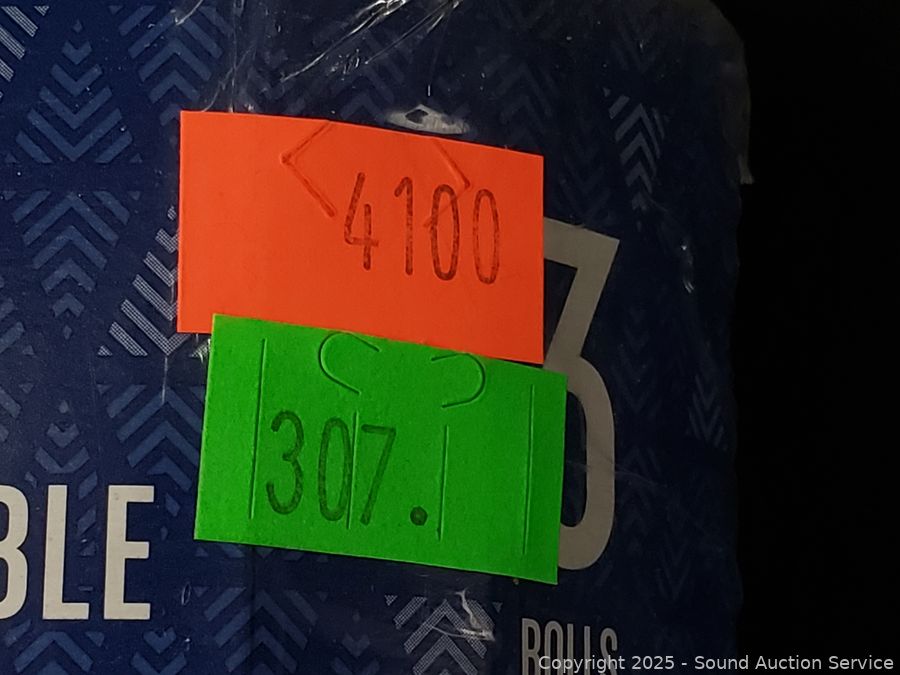 4100
307.
BLE
ROLLS
Copyright 2025 - Sound Auction Service